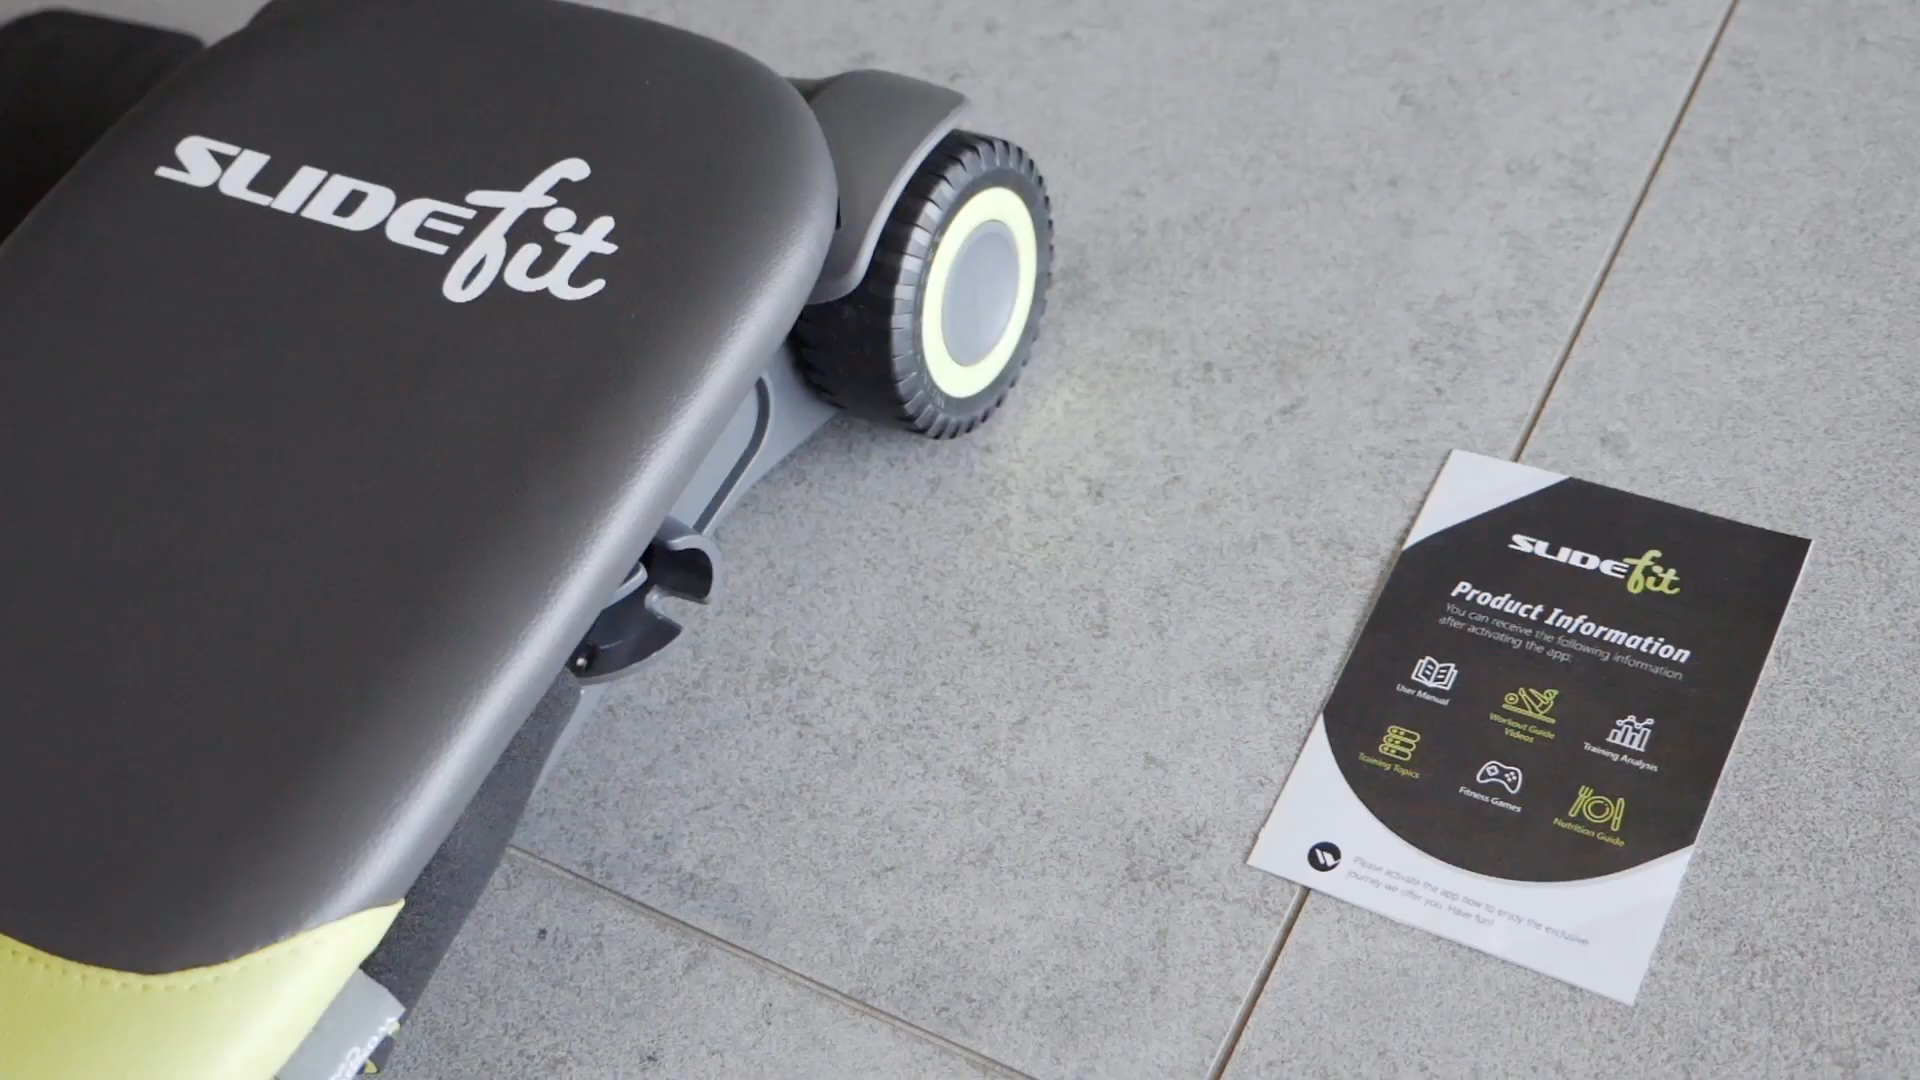 SLIDEfit
SLIDEfit
Product Information
You can receive the following information
after activating the app:
User Manual
Workout Guide
Videos
Training Analysis
Training Topics
Fitness Games
Nutrition Guide
Please activate the app now to enjoy the exclusive
journey we offer you. Have fun!